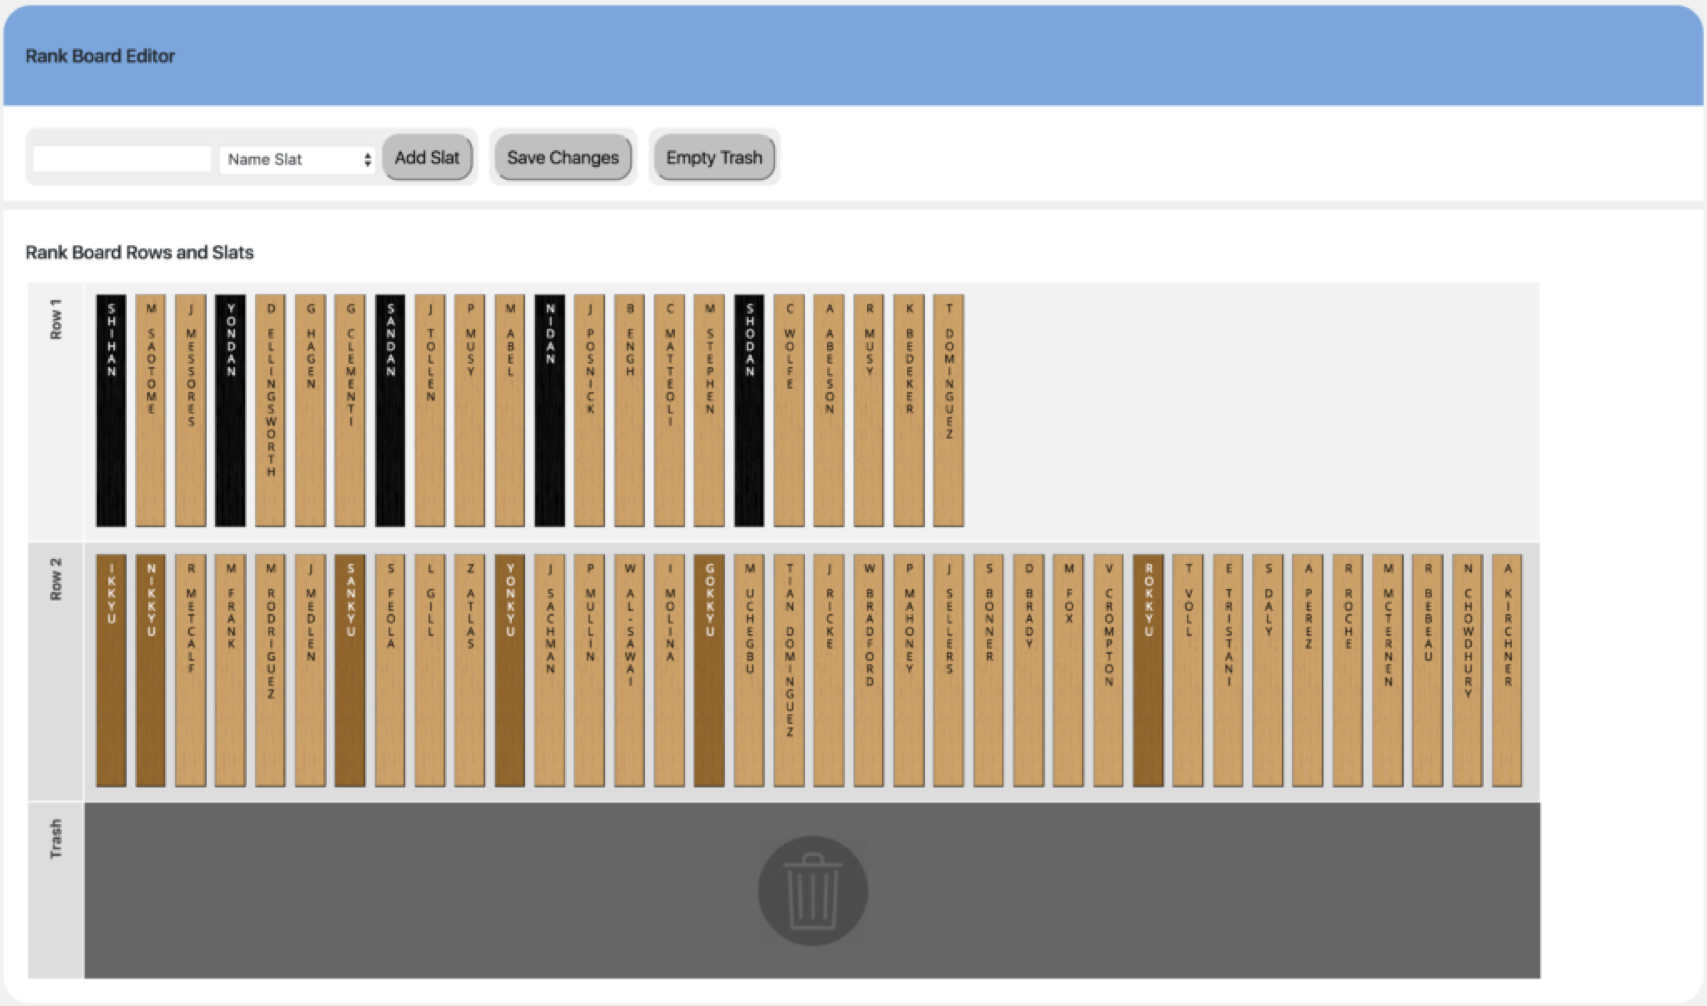 Rank Board Editor
Name Slat
Add Slat
Save Changes
Empty Trash
Rank Board Rows and Slats
Row 1
SHIHAN
M SAOTOME
J MESSORES
YONDAN
D ELLINGSWORTH
G HAGEN
G CLEMENTI
SANDAN
J TOLLEN
P MUSY
M ABEL
NIDAN
J POSNICK
B ENGH
C MATTEOLI
M STEPHEN
SHODAN
C WOLFE
A ABELSON
R MUSY
K BEDEKER
T DOMINGUEZ
Row 2
IKKYU
NIKKYU
R METCALF
M FRANK
M RODRIGUEZ
J MEDLEN
SANKYU
S FEOLA
L GILL
Z ATLAS
YONKYU
J SACHMAN
P MULLIN
W AL-SAWAI
I MOLINA
GOKKYU
M UCHEGBU
TIAN DOMINGUEZ
J RICKE
W BRADFORD
P MAHONEY
J SELLERS
S BONNER
D BRADY
M FOX
V CROMPTON
ROKKYU
T VOLL
E TRISTANI
S DALY
A PEREZ
R ROCHE
M MCTERNEN
R BEBEAU
N CHOWDHURY
A KIRCHNER
Trash